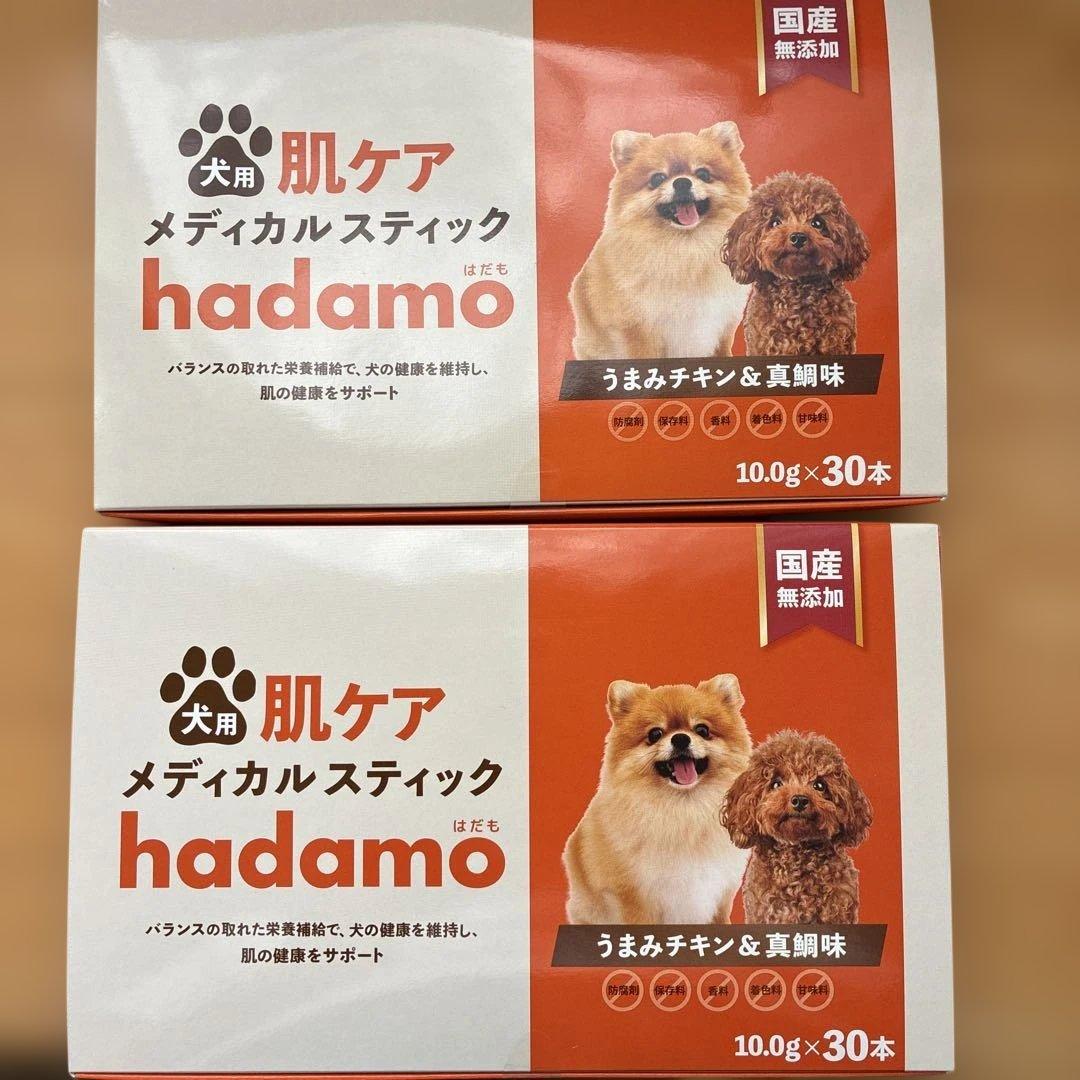 国産
無添加
犬用 肌ケア
メディカル スティック
はだも
hadamo
バランスの取れた栄養補給で、犬の健康を維持し、
肌の健康をサポート
うまみチキン&真鯛味
防腐剤 保存料 香料 着色料 甘味料
10.0g×30本
国産
無添加
犬用 肌ケア
メディカル スティック
はだも
hadamo
バランスの取れた栄養補給で、犬の健康を維持し、
肌の健康をサポート
うまみチキン&真鯛味
防腐剤 保存料 香料 着色料 甘味料
10.0g×30本